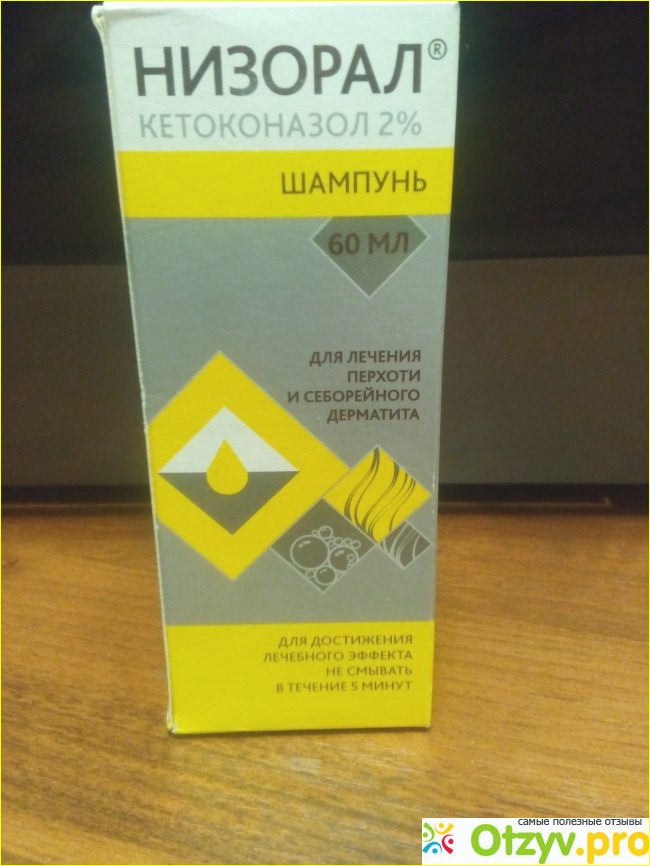 НИЗОРАЛ®
КЕТОКОНАЗОЛ 2%
ШАМПУНЬ
60 МЛ
ДЛЯ ЛЕЧЕНИЯ
ПЕРХОТИ
И СЕБОРЕЙНОГО
ДЕРМАТИТА
ДЛЯ ДОСТИЖЕНИЯ
ЛЕЧЕБНОГО ЭФФЕКТА
НЕ СМЫВАТЬ
В ТЕЧЕНИЕ 5 МИНУТ
самые полезные отзывы
Otzyv.pro